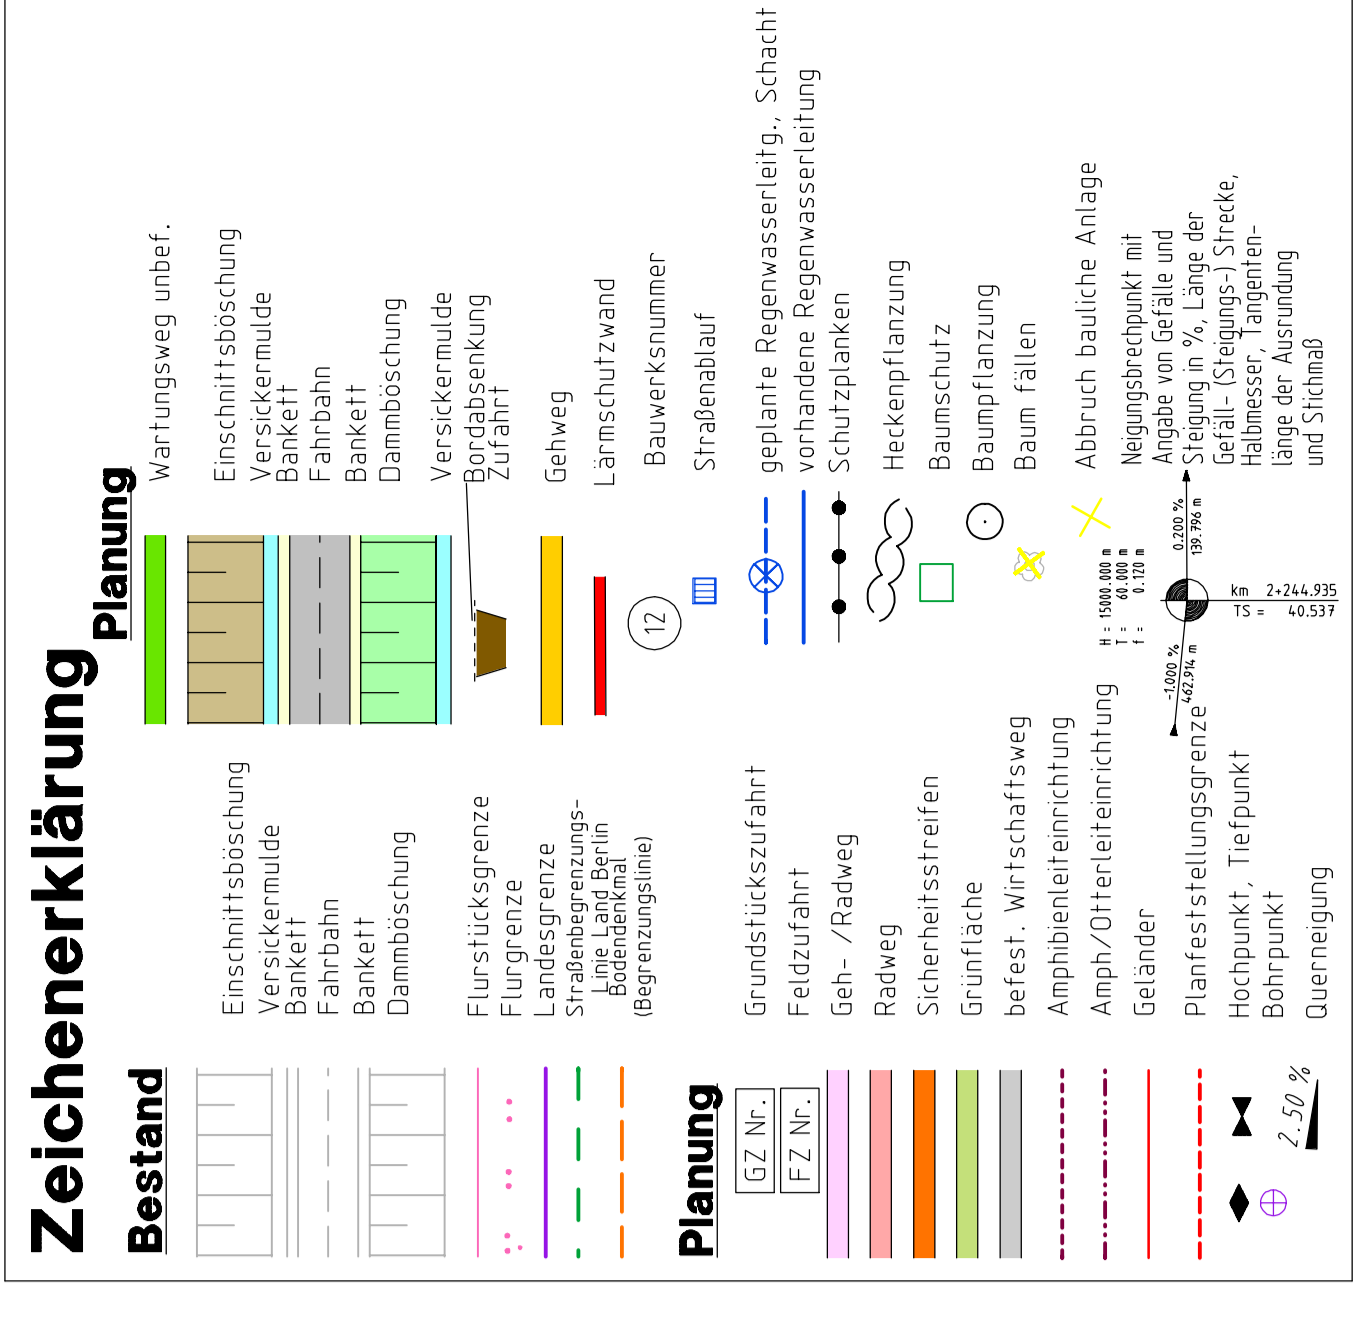 Zeichenerklärung
Bestand
Einschnittsböschung
Versickermulde
Bankett
Fahrbahn
Bankett
Dammböschung
Flurstücksgrenze
Flurgrenze
Landesgrenze
Straßenbegrenzungs-
Linie Land Berlin
Bodendenkmal
(Begrenzungslinie)
Planung
GZ Nr.
Grundstückszufahrt
FZ Nr.
Feldzufahrt
Geh- /Radweg
Radweg
Sicherheitsstreifen
Grünfläche
befest. Wirtschaftsweg
Amphibienleiteinrichtung
Amph/Otterleiteinrichtung
Geländer
Planfeststellungsgrenze
Hochpunkt, Tiefpunkt
Bohrpunkt
2.50 %
Querneigung
Planung
Wartungsweg unbef.
Einschnittsböschung
Versickermulde
Bankett
Fahrbahn
Bankett
Dammböschung
Versickermulde
Bordabsenkung
Zufahrt
Gehweg
Lärmschutzwand
12
Bauwerksnummer
Straßenablauf
geplante Regenwasserleitg., Schacht
vorhandene Regenwasserleitung
Schutzplanken
Heckenpflanzung
Baumschutz
Baumpflanzung
Baum fällen
Abbruch bauliche Anlage
Neigungsbrechpunkt mit
Angabe von Gefälle und
Steigung in %, Länge der
Gefäll- (Steigungs-) Strecke,
Halbmesser, Tangenten-
länge der Ausrundung
und Stichmaß
H = 15000.000 m
T = 60.000 m
f = 0.120 m
-1.000 %
462.914 m
0.200 %
139.796 m
km 2+244.935
TS = 40.537